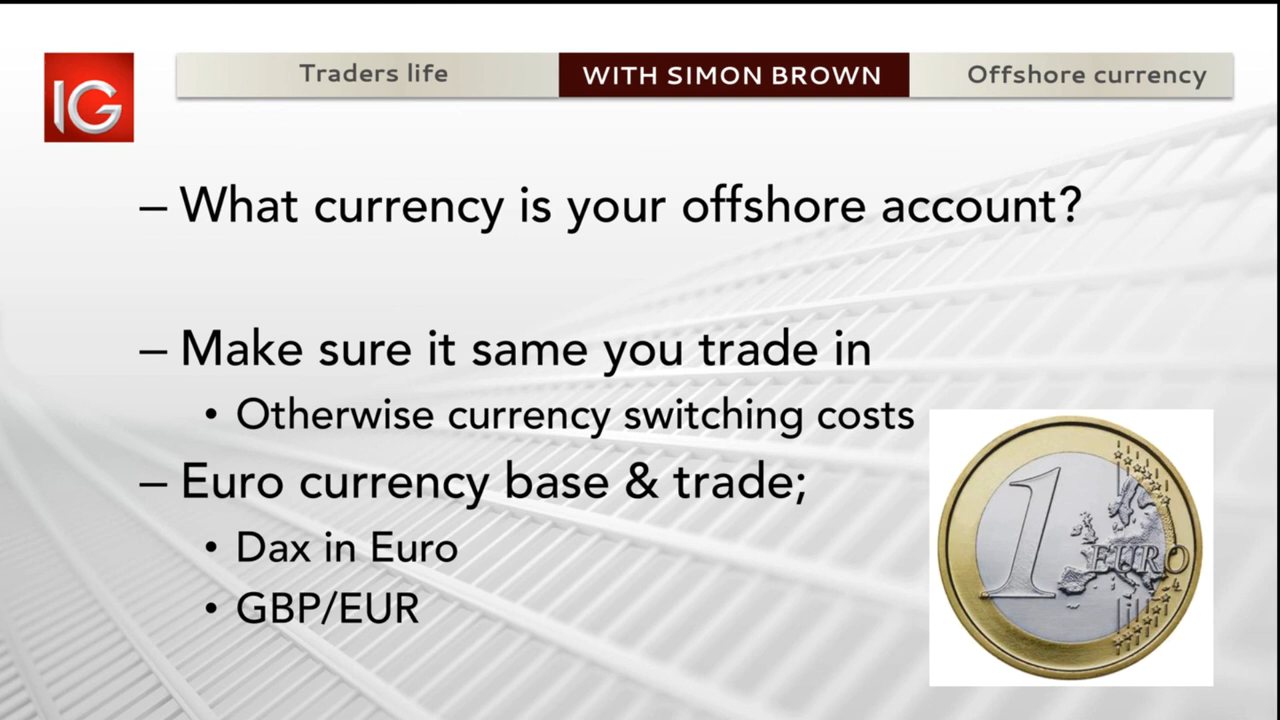 IG
Traders life
WITH SIMON BROWN
Offshore currency
– What currency is your offshore account?
– Make sure it same you trade in
• Otherwise currency switching costs
– Euro currency base & trade;
• Dax in Euro
• GBP/EUR
1 EURO